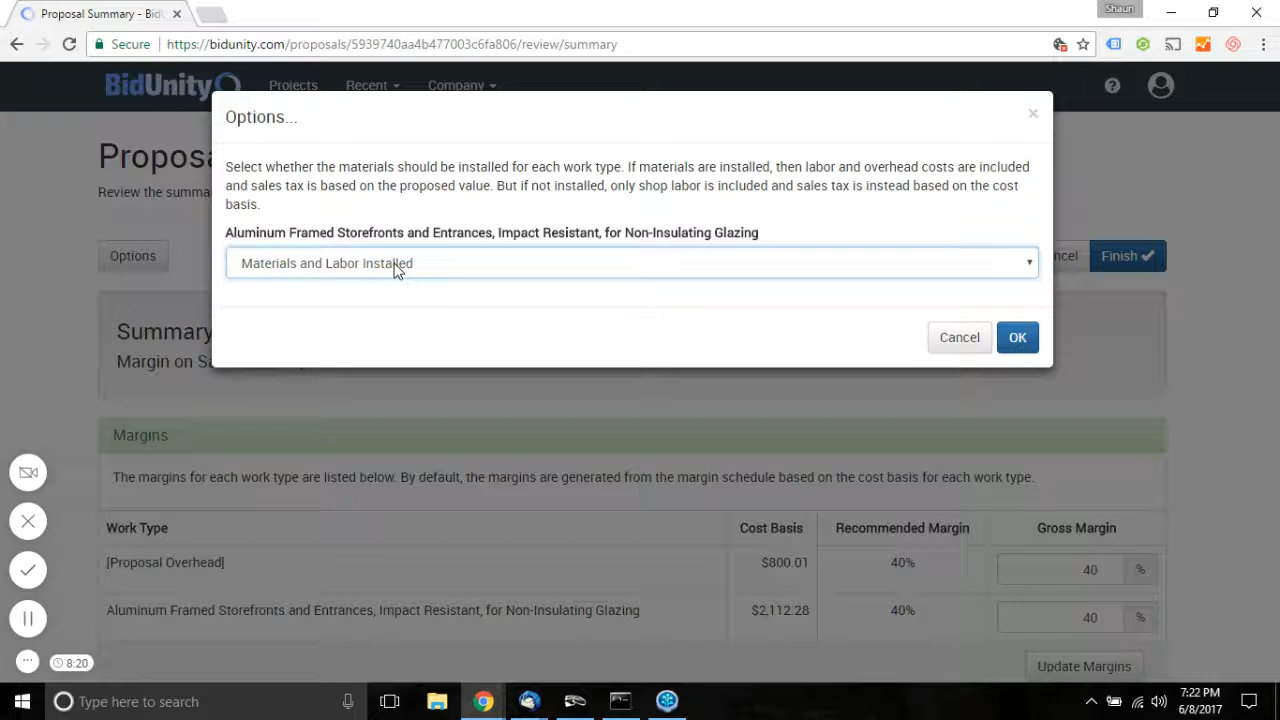 Proposal Summary - Bid
Shaun
Secure
https://bidunity.com/proposals/5939740aa4b477003c6fa806/review/summary
BidUnity
Projects
Recent
Company
Options...
×
Propos
Review the summa
Select whether the materials should be installed for each work type. If materials are installed, then labor and overhead costs are included
and sales tax is based on the proposed value. But if not installed, only shop labor is included and sales tax is instead based on the cost
basis.
Aluminum Framed Storefronts and Entrances, Impact Resistant, for Non-Insulating Glazing
Materials and Labor Installed
Options
ncel
Finish
Cancel
OK
Summary
Margin on Sa
Margins
The margins for each work type are listed below. By default, the margins are generated from the margin schedule based on the cost basis for each work type.
Work Type Cost Basis Recommended Margin Gross Margin
[Proposal Overhead] $800.01 40% 40 %
Aluminum Framed Storefronts and Entrances, Impact Resistant, for Non-Insulating Glazing $2,112.28 40% 40 %
Update Margins
8:20
Type here to search
7:22 PM
6/8/2017